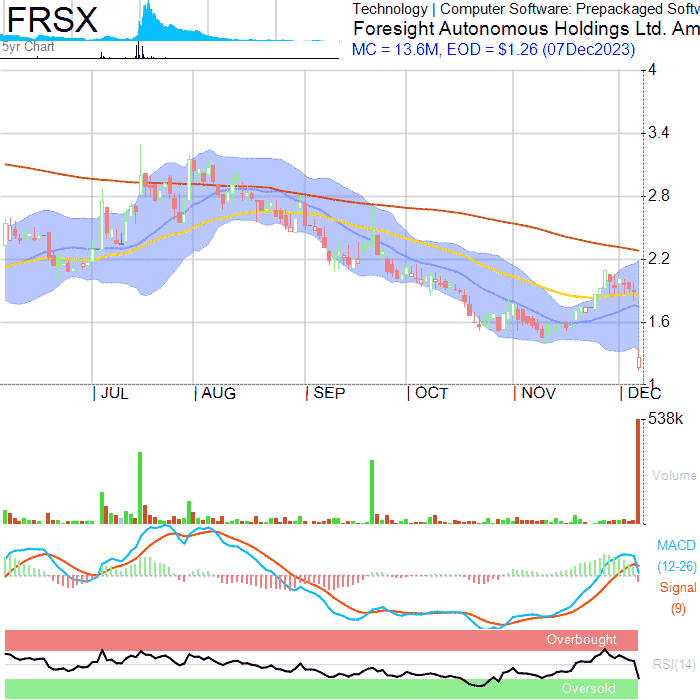 FRSX
5yr Chart
Technology | Computer Software: Prepackaged Softw
Foresight Autonomous Holdings Ltd. Am
MC = 13.6M, EOD = $1.26 (07Dec2023)
4
3.4
2.8
2.2
1.6
1
JUL AUG SEP OCT NOV DEC
538k
Volume
MACD
(12-26)
Signal
(9)
Overbought
RSI(14)
Oversold